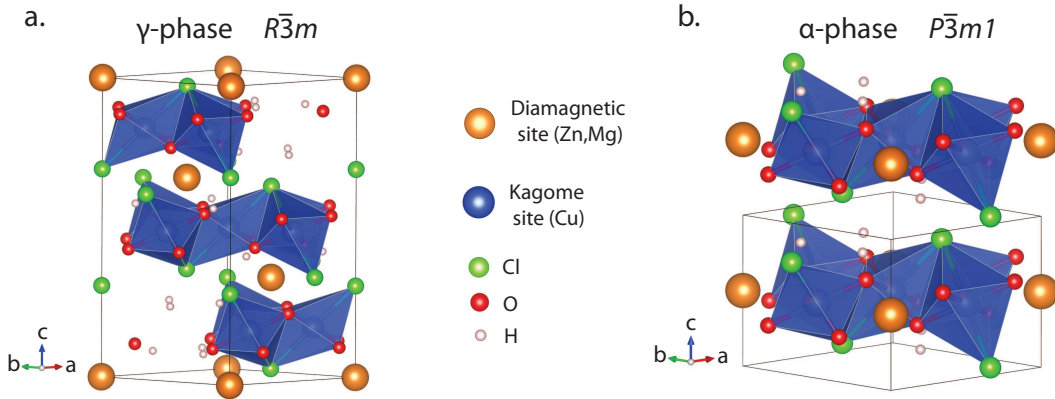 a.
γ-phase R3̅m
b.
α-phase P3̅m1
Diamagnetic
site (Zn,Mg)
Kagome
site (Cu)
Cl
O
H
c
b
a
c
b
a